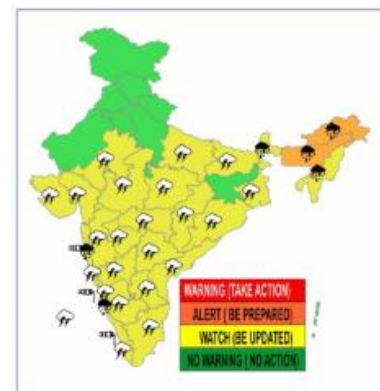 WARNING (TAKE ACTION)
ALERT ( BE PREPARED)
WATCH (BE UPDATED)
NO WARNING ( NO ACTION)